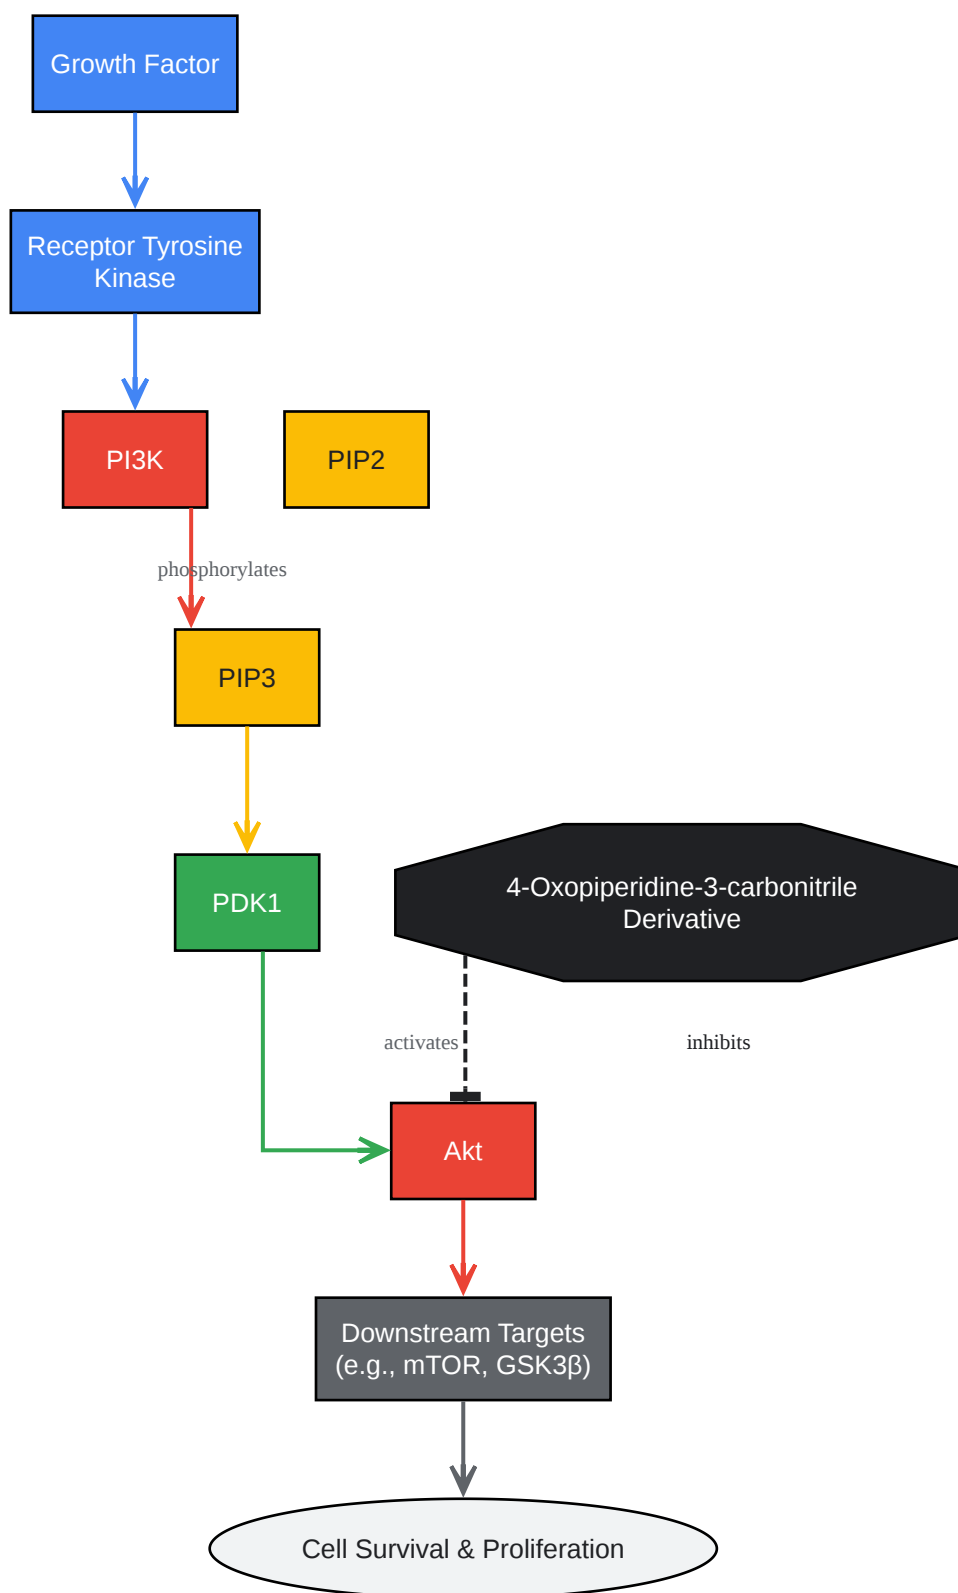 Growth Factor
Receptor Tyrosine
Kinase
PI3K
PIP2
phosphorylates
PIP3
PDK1
4-Oxopiperidine-3-carbonitrile
Derivative
activates
inhibits
Akt
Downstream Targets
(e.g., mTOR, GSK3β)
Cell Survival & Proliferation